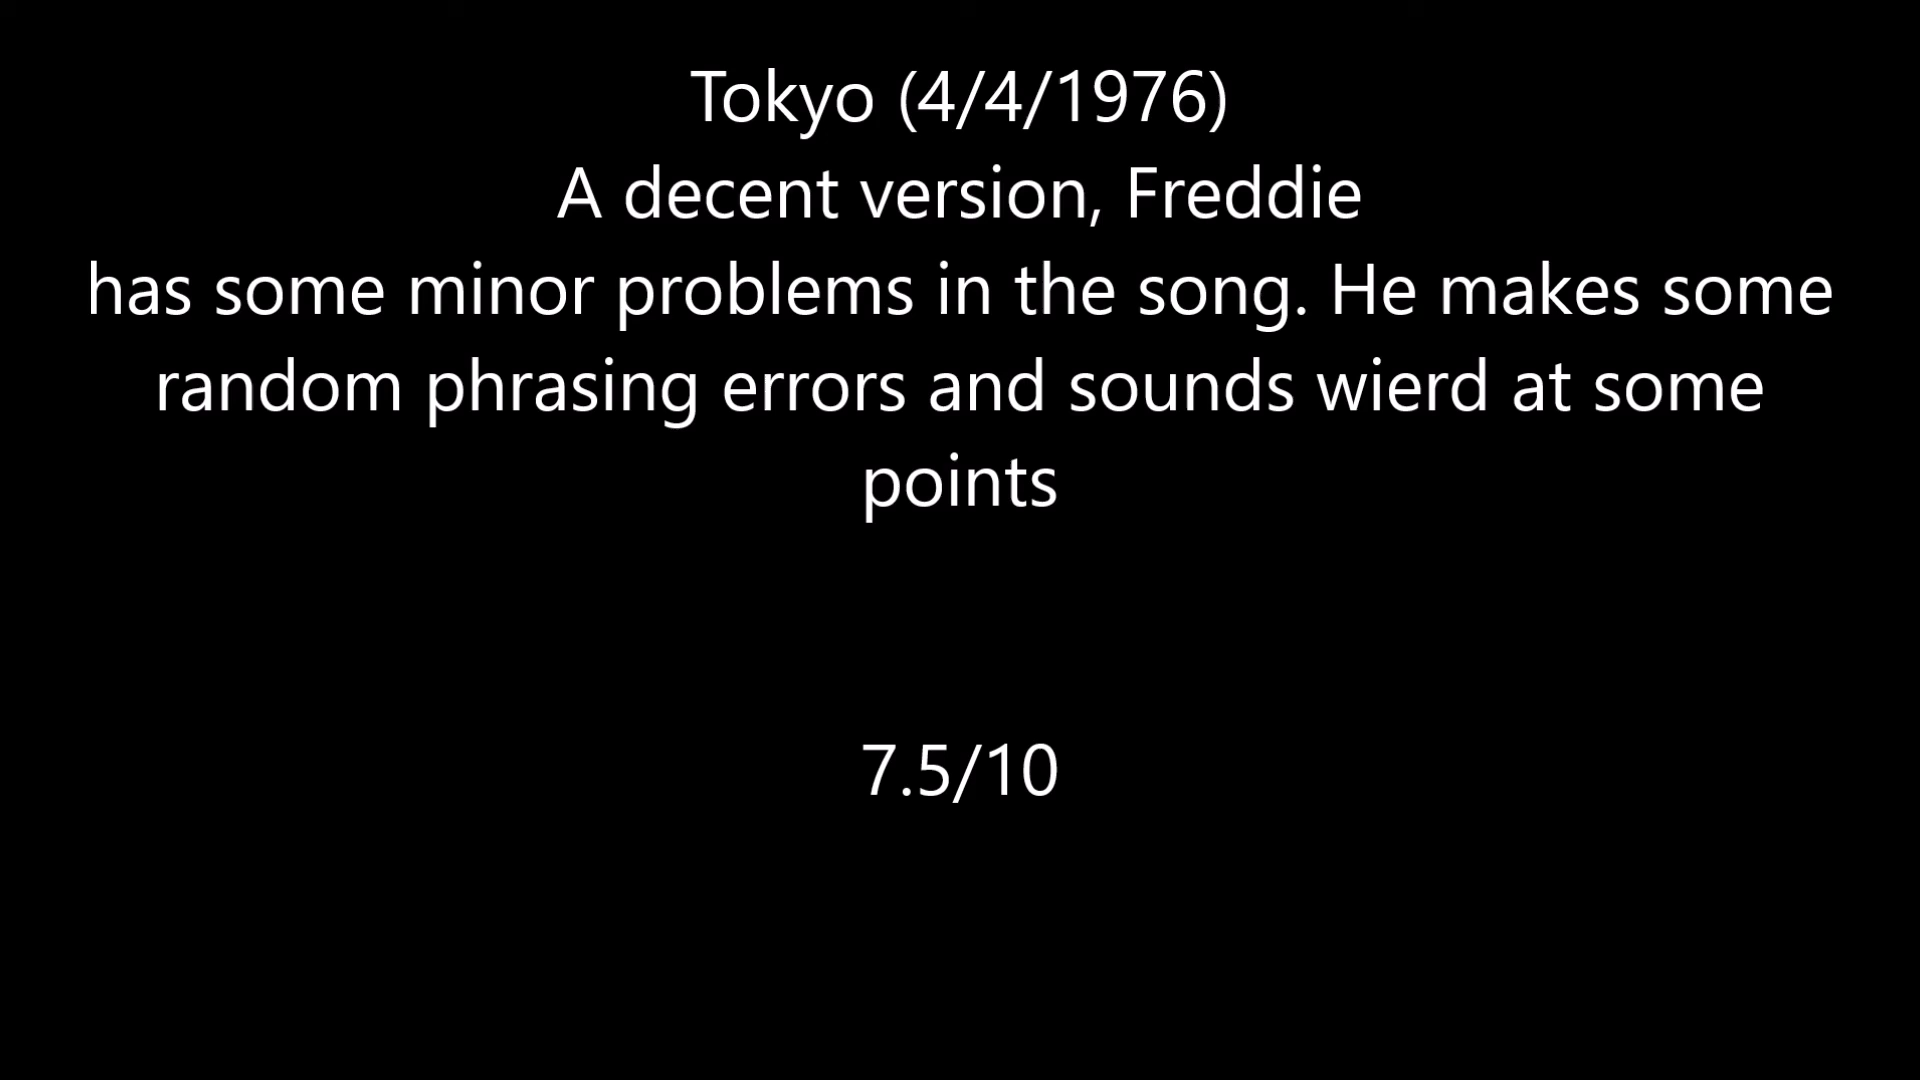 Tokyo (4/4/1976)
A decent version, Freddie
has some minor problems in the song. He makes some
random phrasing errors and sounds wierd at some
points
7.5/10